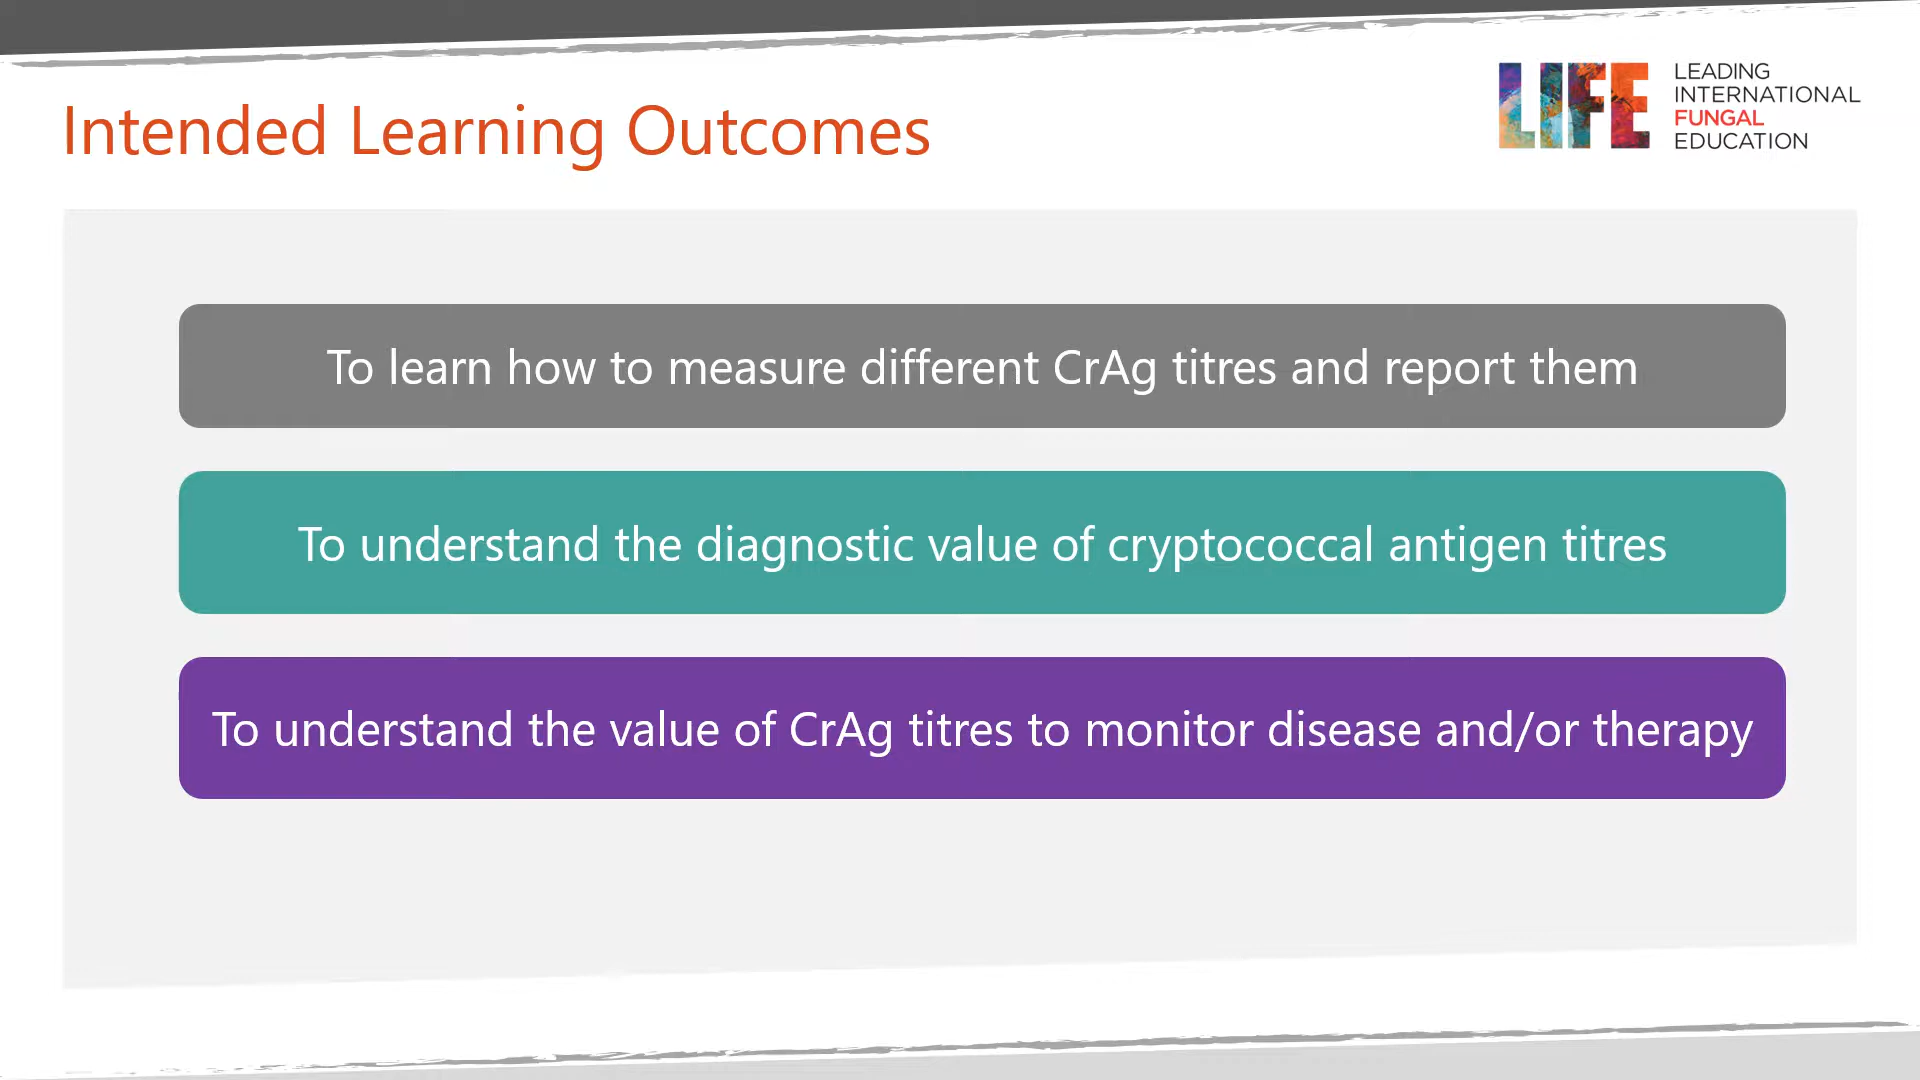 Intended Learning Outcomes
LIFE
LEADING
INTERNATIONAL
FUNGAL
EDUCATION
To learn how to measure different CrAg titres and report them
To understand the diagnostic value of cryptococcal antigen titres
To understand the value of CrAg titres to monitor disease and/or therapy